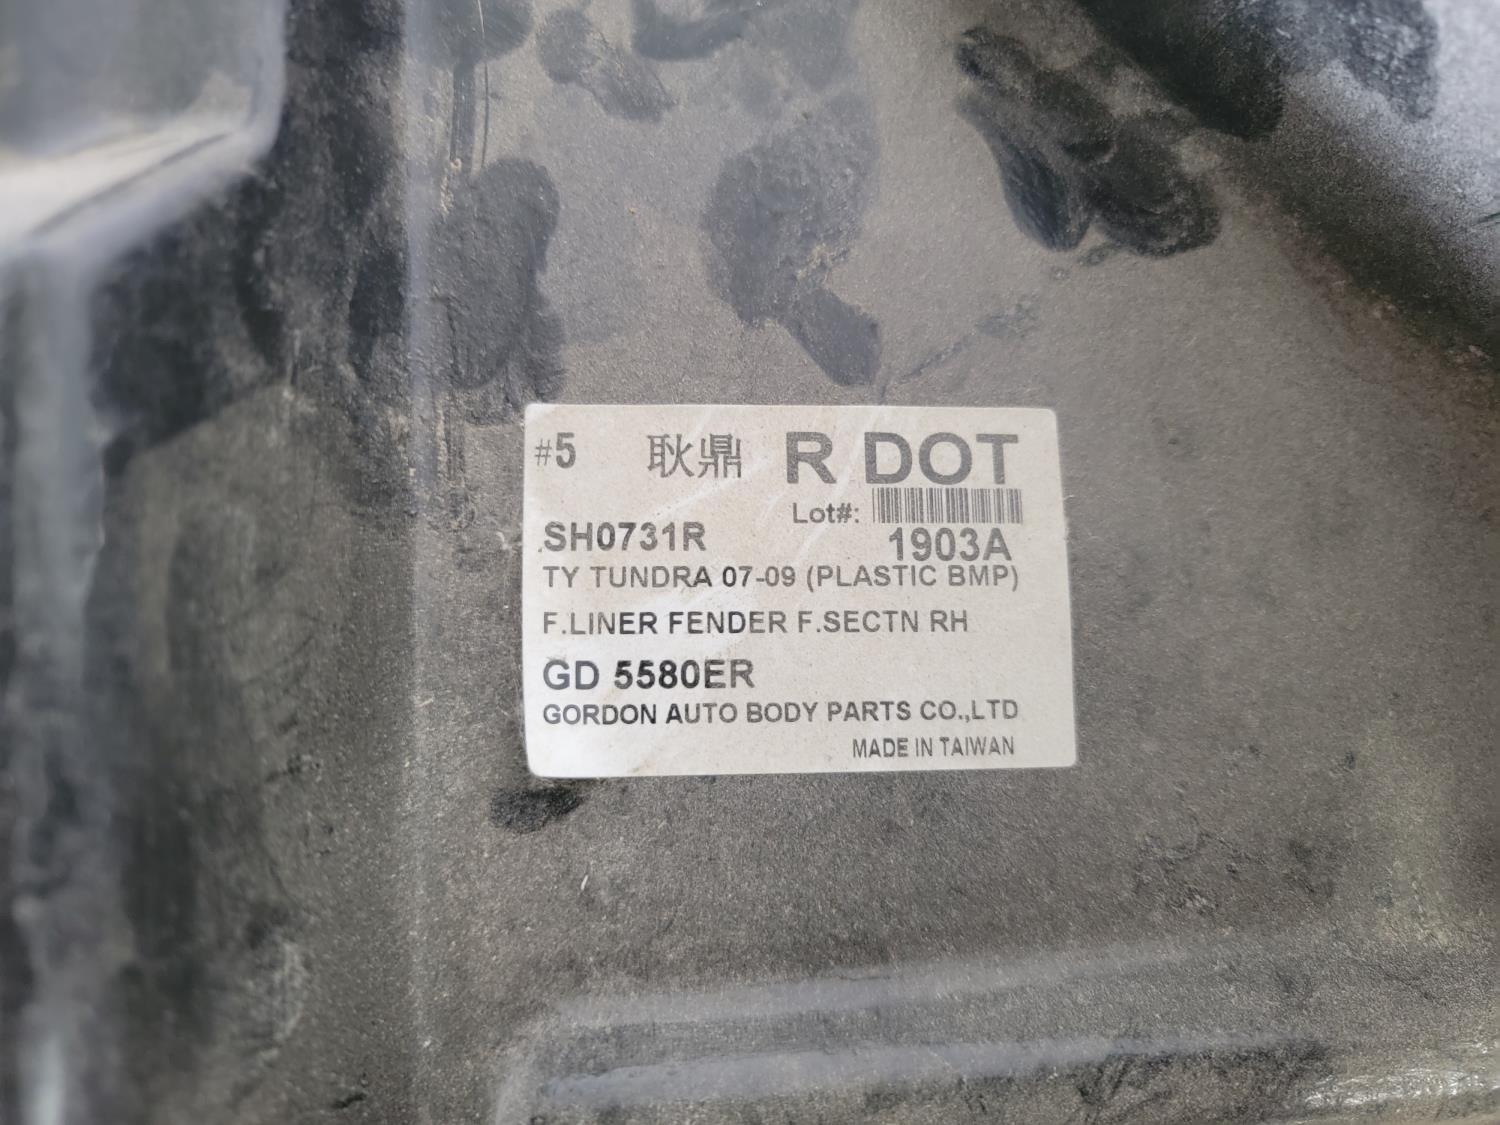 #5 耿鼎 R DOT
Lot#:
SH0731R 1903A
TY TUNDRA 07-09 (PLASTIC BMP)
F.LINER FENDER F.SECTN RH
GD 5580ER
GORDON AUTO BODY PARTS CO.,LTD
MADE IN TAIWAN